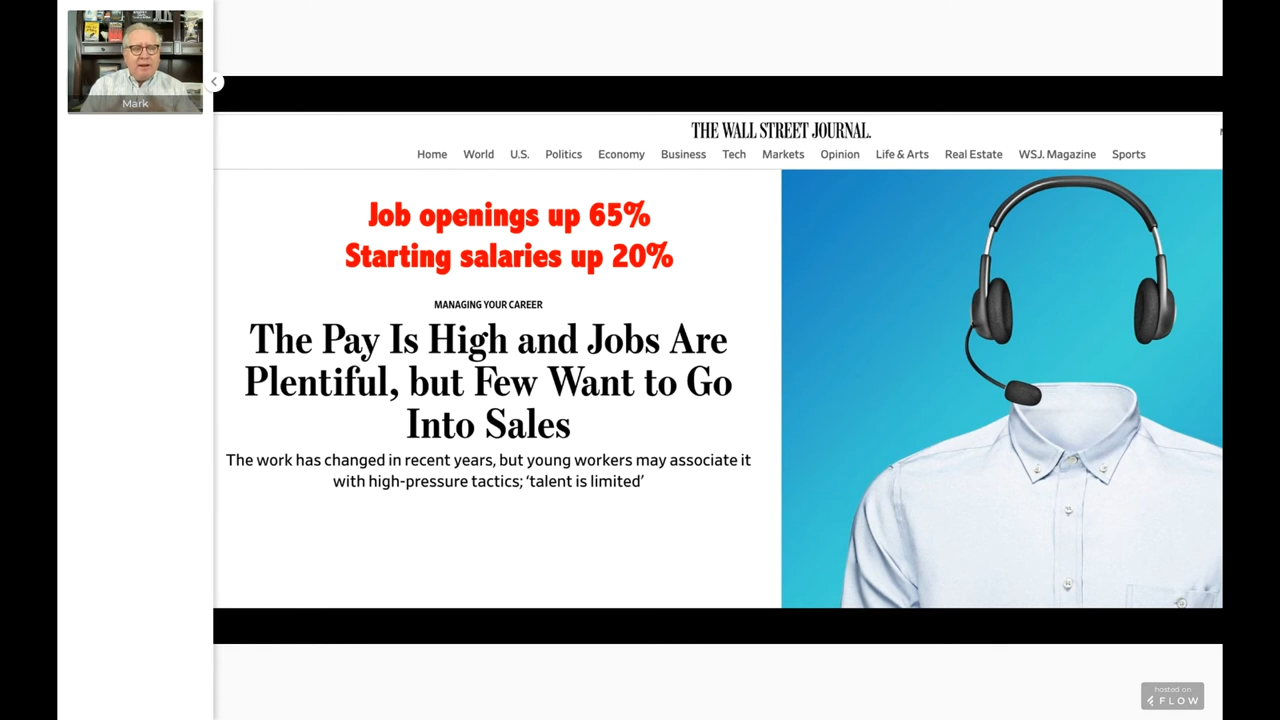 Mark
THE WALL STREET JOURNAL.
Home World U.S. Politics Economy Business Tech Markets Opinion Life & Arts Real Estate WSJ. Magazine Sports
Job openings up 65%
Starting salaries up 20%
MANAGING YOUR CAREER
The Pay Is High and Jobs Are
Plentiful, but Few Want to Go
Into Sales
The work has changed in recent years, but young workers may associate it
with high-pressure tactics; ‘talent is limited’
hosted on
FLOW